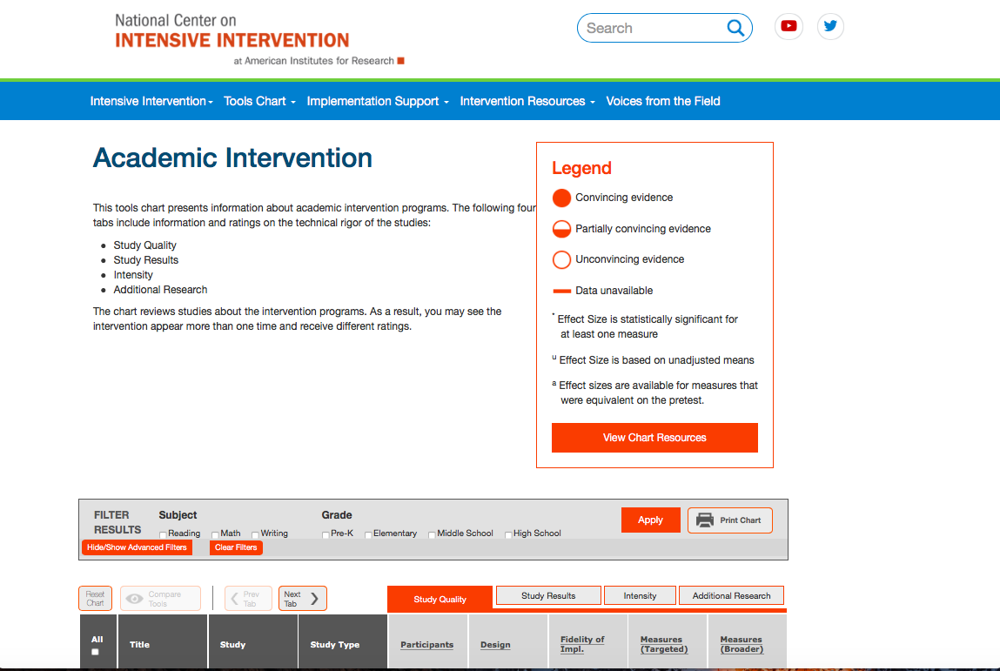 National Center on
INTENSIVE INTERVENTION
at American Institutes for Research
Search
Intensive Intervention
Tools Chart
Implementation Support
Intervention Resources
Voices from the Field
Academic Intervention
This tools chart presents information about academic intervention programs. The following four
tabs include information and ratings on the technical rigor of the studies:
Study Quality
Study Results
Intensity
Additional Research
The chart reviews studies about the intervention programs. As a result, you may see the
intervention appear more than one time and receive different ratings.
Legend
Convincing evidence
Partially convincing evidence
Unconvincing evidence
Data unavailable
* Effect Size is statistically significant for
at least one measure
u Effect Size is based on unadjusted means
a Effect sizes are available for measures that
were equivalent on the pretest.
View Chart Resources
FILTER
RESULTS
Subject
Reading
Math
Writing
Grade
Pre-K
Elementary
Middle School
High School
Apply
Print Chart
Hide/Show Advanced Filters
Clear Filters
Reset
Chart
Compare
Tools
Prev
Tab
Next
Tab
Study Quality
Study Results
Intensity
Additional Research
All
Title
Study
Study Type
Participants
Design
Fidelity of
Impl.
Measures
(Targeted)
Measures
(Broader)